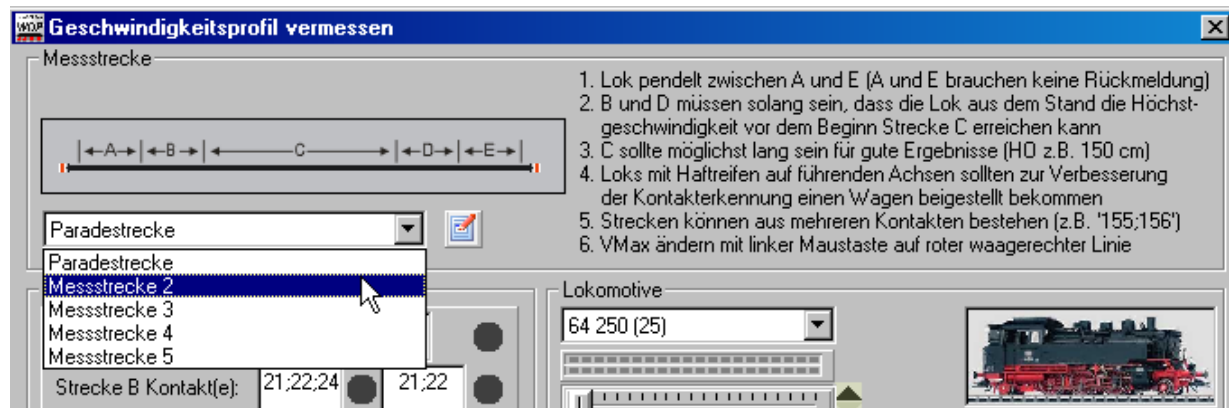 Geschwindigkeitsprofil vermessen
Messstrecke
1. Lok pendelt zwischen A und E (A und E brauchen keine Rückmeldung)
2. B und D müssen solang sein, dass die Lok aus dem Stand die Höchst-
geschwindigkeit vor dem Beginn Strecke C erreichen kann
3. C sollte möglichst lang sein für gute Ergebnisse (HO z.B. 150 cm)
4. Loks mit Haftreifen auf führenden Achsen sollten zur Verbesserung
der Kontakterkennung einen Wagen beigestellt bekommen
5. Strecken können aus mehreren Kontakten bestehen (z.B. '155;156')
6. VMax ändern mit linker Maustaste auf roter waagerechter Linie
A B C D E
Paradestrecke
Paradestrecke
Messstrecke 2
Messstrecke 3
Messstrecke 4
Messstrecke 5
Strecke B Kontakt(e): 21;22;24 21;22
Lokomotive
64 250 (25)